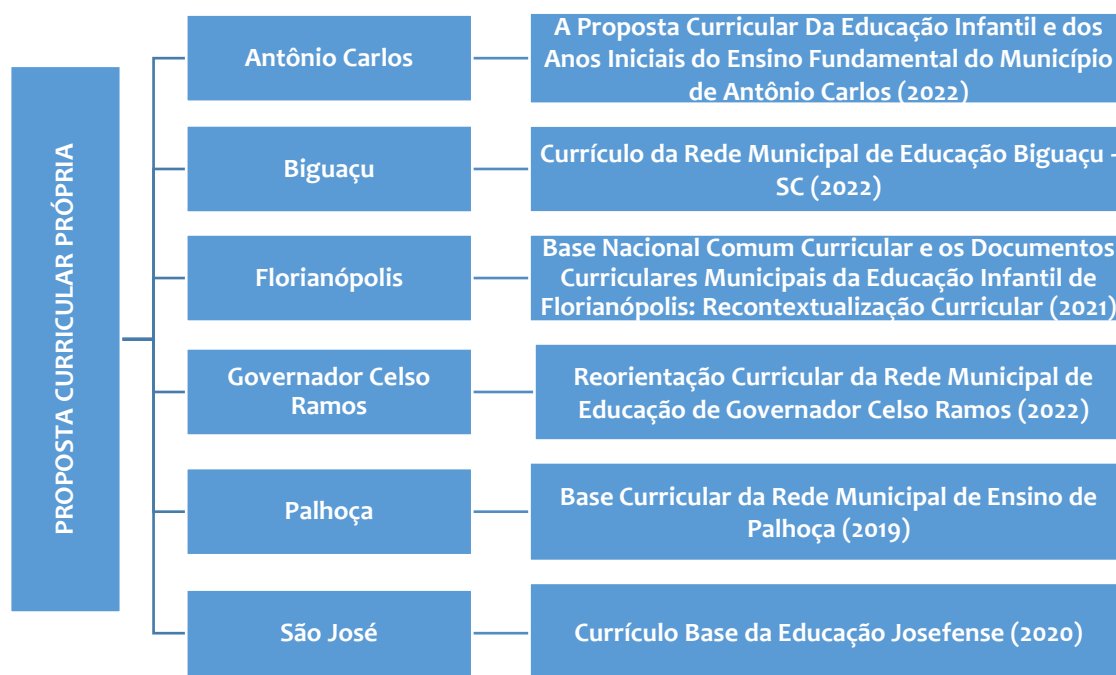 PROPOSTA CURRICULAR PRÓPRIA
Antônio Carlos
A Proposta Curricular Da Educação Infantil e dos
Anos Iniciais do Ensino Fundamental do Município
de Antônio Carlos (2022)
Biguaçu
Currículo da Rede Municipal de Educação Biguaçu -
SC (2022)
Florianópolis
Base Nacional Comum Curricular e os Documentos
Curriculares Municipais da Educação Infantil de
Florianópolis: Recontextualização Curricular (2021)
Governador Celso
Ramos
Reorientação Curricular da Rede Municipal de
Educação de Governador Celso Ramos (2022)
Palhoça
Base Curricular da Rede Municipal de Ensino de
Palhoça (2019)
São José
Currículo Base da Educação Josefense (2020)